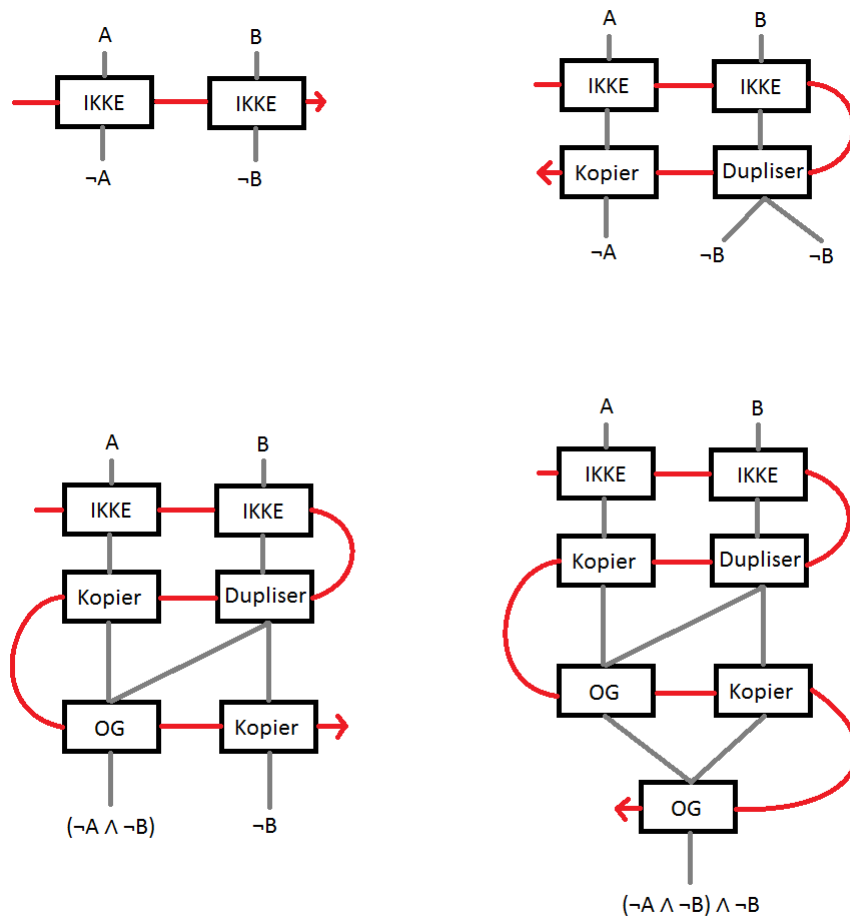 A B
IKKE IKKE
¬A ¬B
A B
IKKE IKKE
Kopier Dupliser
¬A ¬B ¬B
A B
IKKE IKKE
Kopier Dupliser
OG Kopier
(¬A ∧ ¬B) ¬B
A B
IKKE IKKE
Kopier Dupliser
OG Kopier
OG
(¬A ∧ ¬B) ∧ ¬B